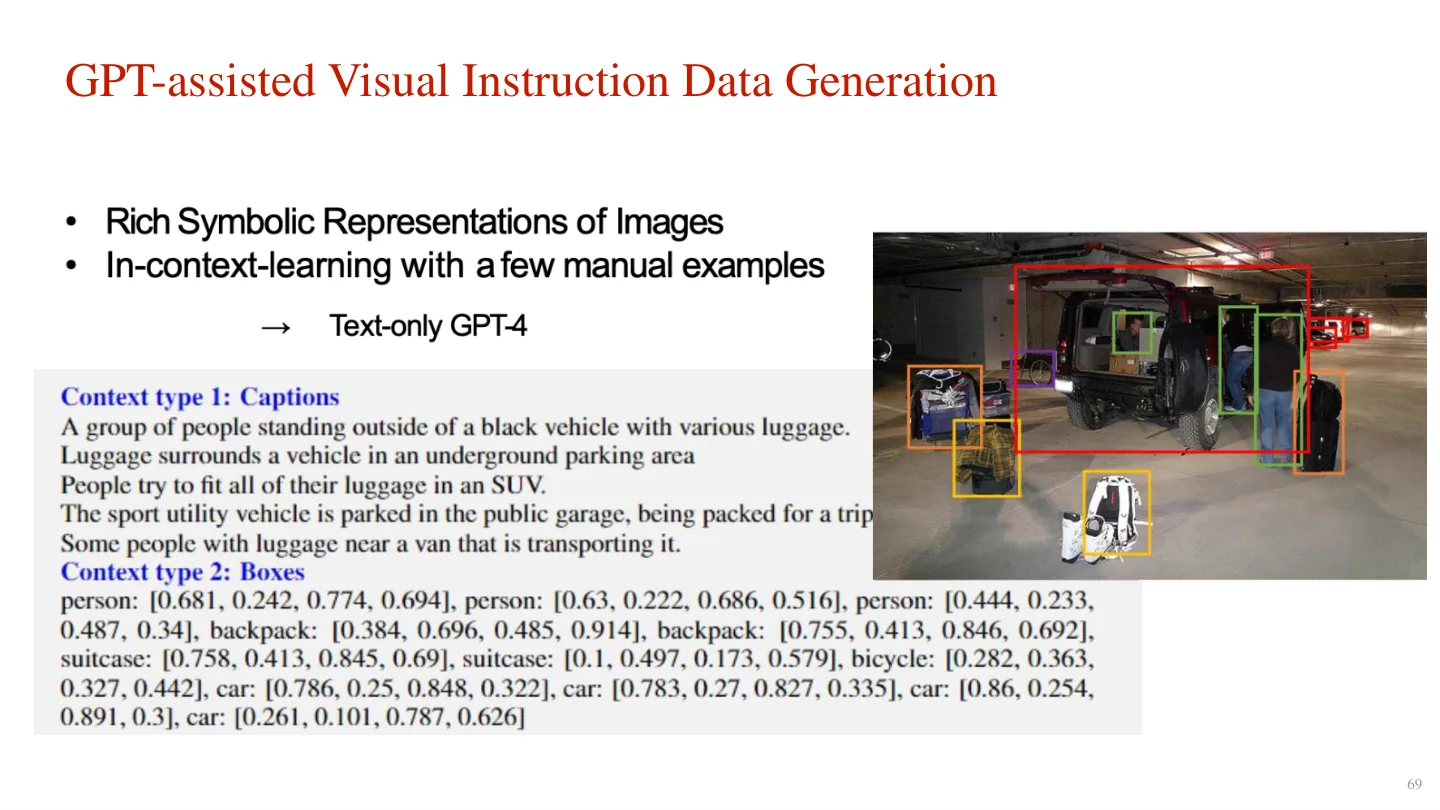 GPT-assisted Visual Instruction Data Generation
• Rich Symbolic Representations of Images
• In-context-learning with a few manual examples
→ Text-only GPT-4
Context type 1: Captions
A group of people standing outside of a black vehicle with various luggage.
Luggage surrounds a vehicle in an underground parking area
People try to fit all of their luggage in an SUV.
The sport utility vehicle is parked in the public garage, being packed for a trip
Some people with luggage near a van that is transporting it.
Context type 2: Boxes
person: [0.681, 0.242, 0.774, 0.694], person: [0.63, 0.222, 0.686, 0.516], person: [0.444, 0.233,
0.487, 0.34], backpack: [0.384, 0.696, 0.485, 0.914], backpack: [0.755, 0.413, 0.846, 0.692],
suitcase: [0.758, 0.413, 0.845, 0.69], suitcase: [0.1, 0.497, 0.173, 0.579], bicycle: [0.282, 0.363,
0.327, 0.442], car: [0.786, 0.25, 0.848, 0.322], car: [0.783, 0.27, 0.827, 0.335], car: [0.86, 0.254,
0.891, 0.3], car: [0.261, 0.101, 0.787, 0.626]
69